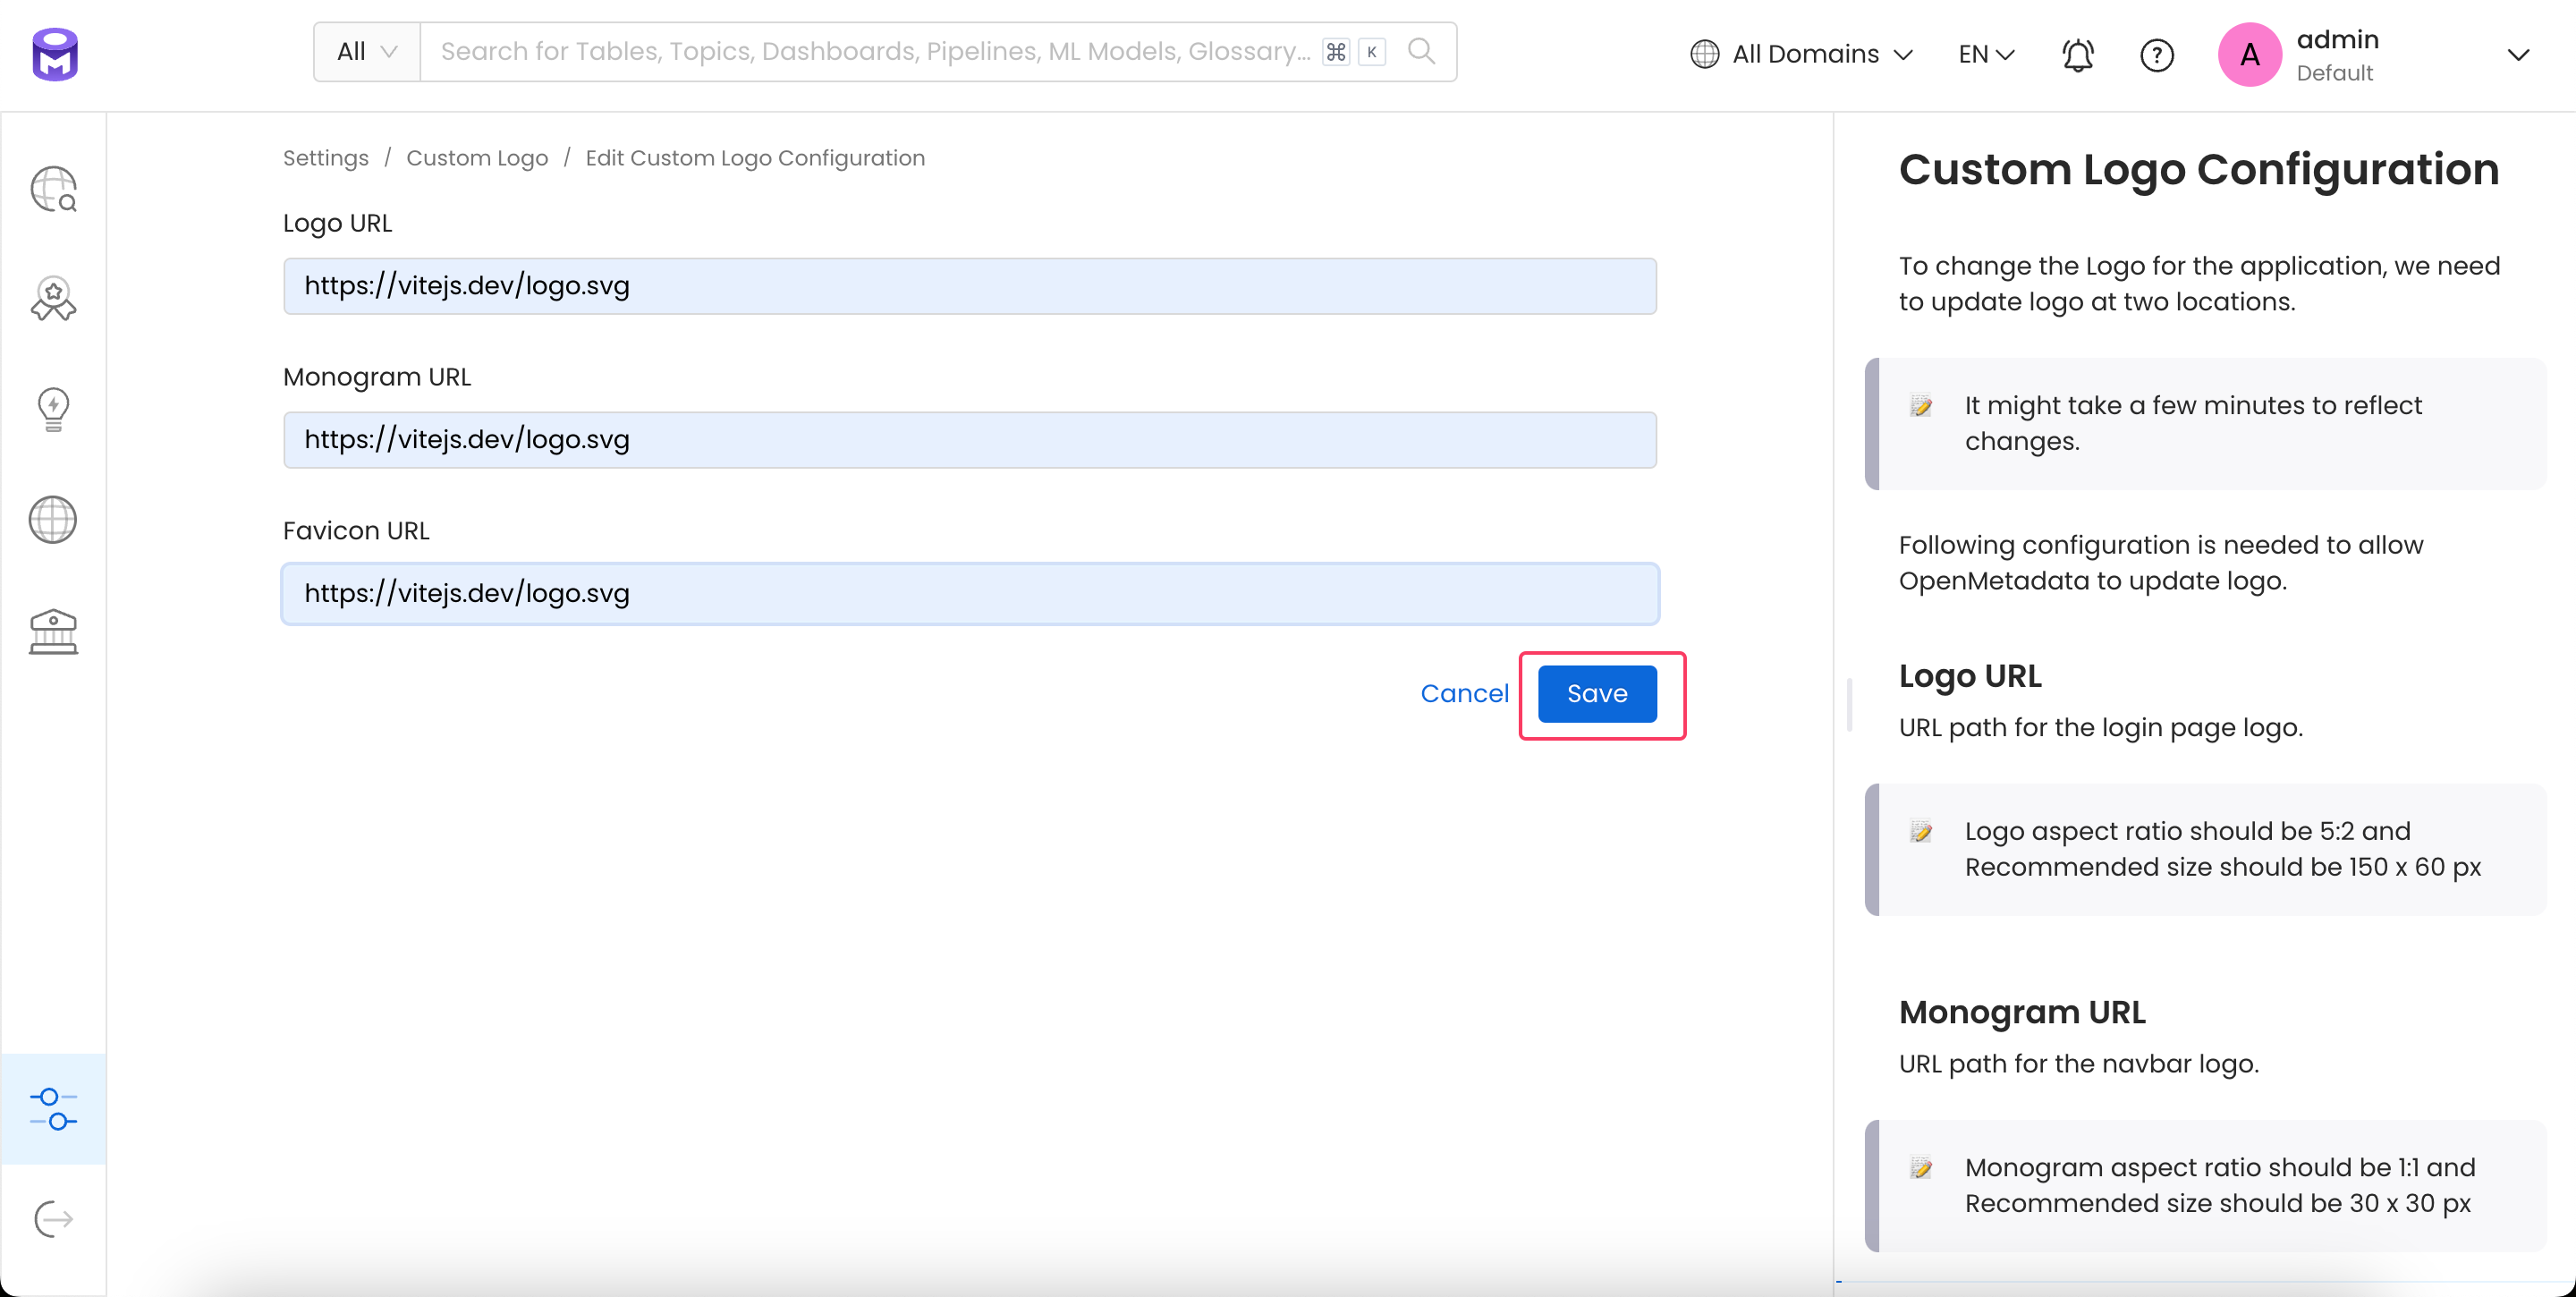 All
Search for Tables, Topics, Dashboards, Pipelines, ML Models, Glossary... ⌘ K
All Domains
EN
A
admin
Default
Settings / Custom Logo / Edit Custom Logo Configuration
Logo URL
https://vitejs.dev/logo.svg
Monogram URL
https://vitejs.dev/logo.svg
Favicon URL
https://vitejs.dev/logo.svg
Cancel
Save
Custom Logo Configuration
To change the Logo for the application, we need
to update logo at two locations.
It might take a few minutes to reflect
changes.
Following configuration is needed to allow
OpenMetadata to update logo.
Logo URL
URL path for the login page logo.
Logo aspect ratio should be 5:2 and
Recommended size should be 150 x 60 px
Monogram URL
URL path for the navbar logo.
Monogram aspect ratio should be 1:1 and
Recommended size should be 30 x 30 px